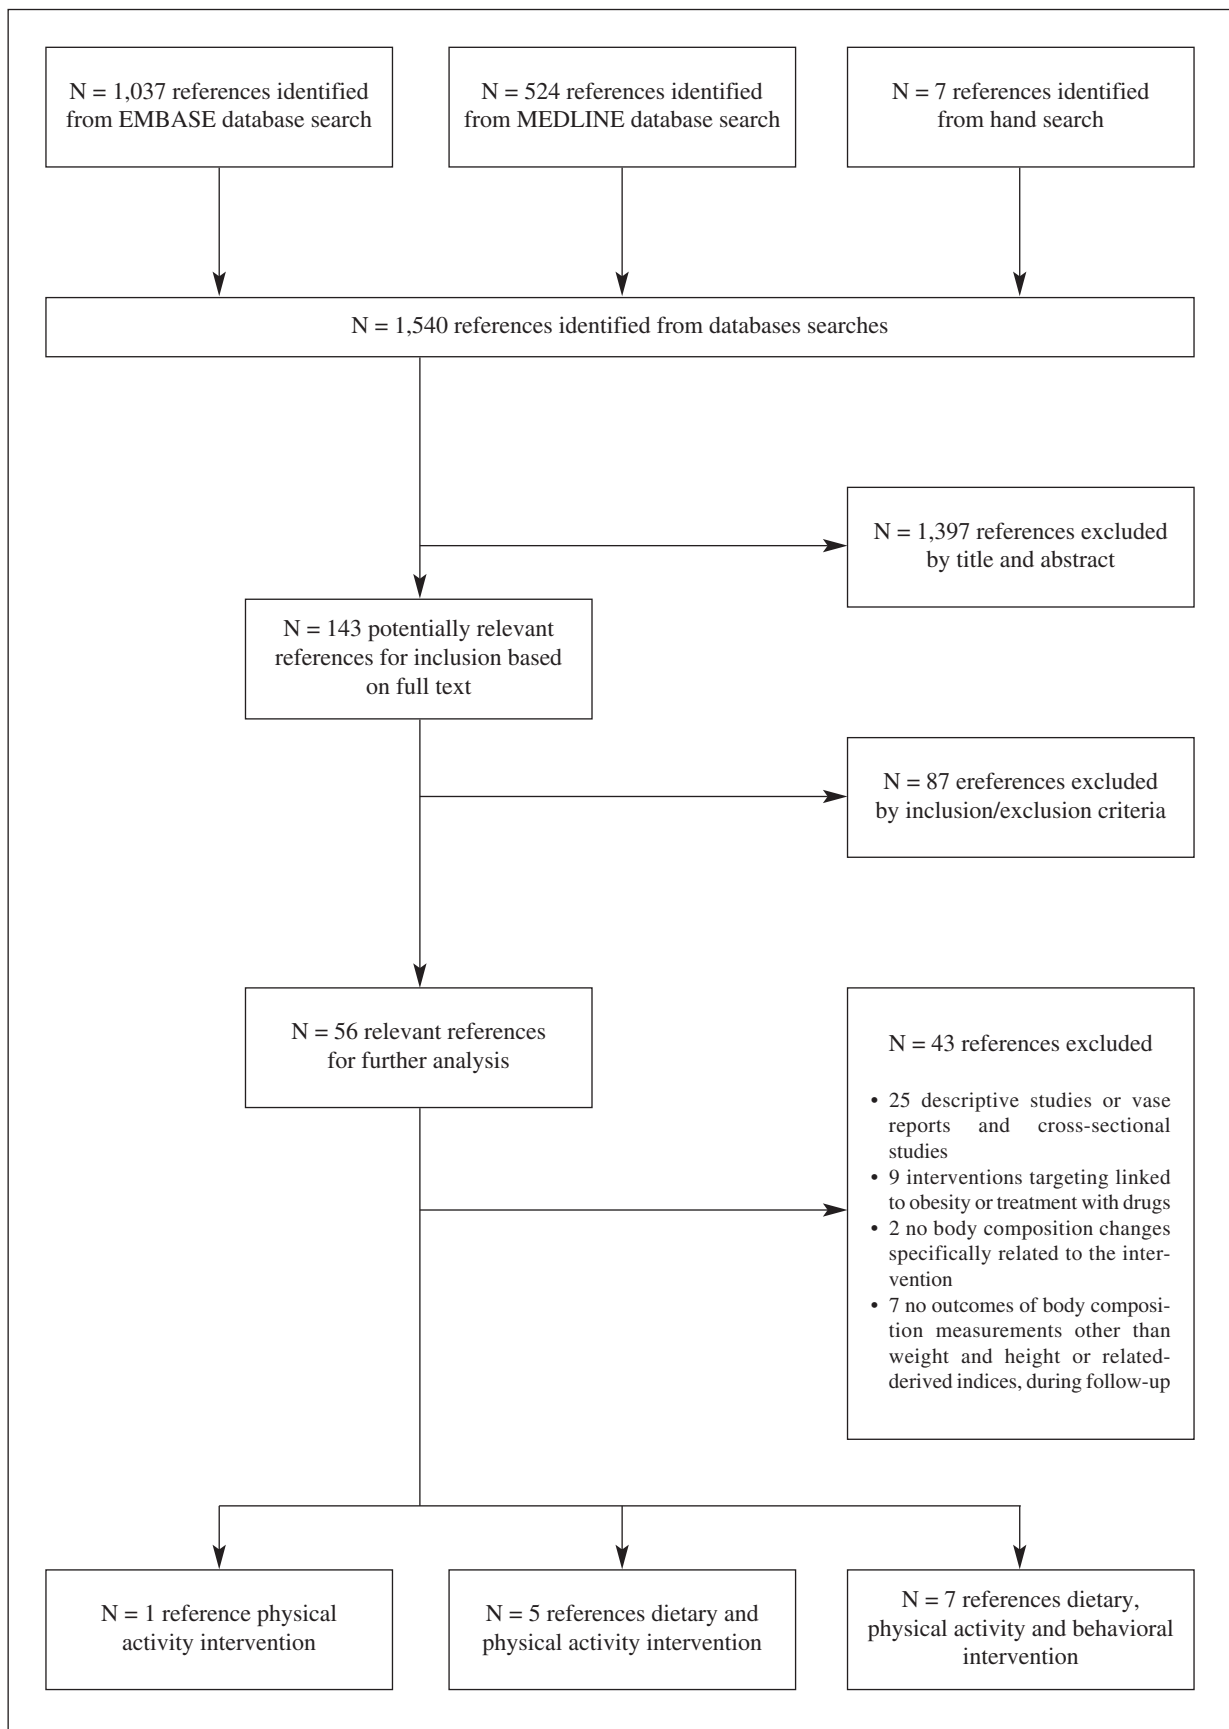 N = 1,037 references identified
from EMBASE database search
N = 524 references identified
from MEDLINE database search
N = 7 references identified
from hand search
N = 1,540 references identified from databases searches
N = 1,397 references excluded
by title and abstract
N = 143 potentially relevant
references for inclusion based
on full text
N = 87 ereferences excluded
by inclusion/exclusion criteria
N = 56 relevant references
for further analysis
N = 43 references excluded
• 25 descriptive studies or vase
reports and cross-sectional
studies
• 9 interventions targeting linked
to obesity or treatment with drugs
• 2 no body composition changes
specifically related to the inter-
vention
• 7 no outcomes of body composi-
tion measurements other than
weight and height or related-
derived indices, during follow-up
N = 1 reference physical
activity intervention
N = 5 references dietary and
physical activity intervention
N = 7 references dietary,
physical activity and behavioral
intervention